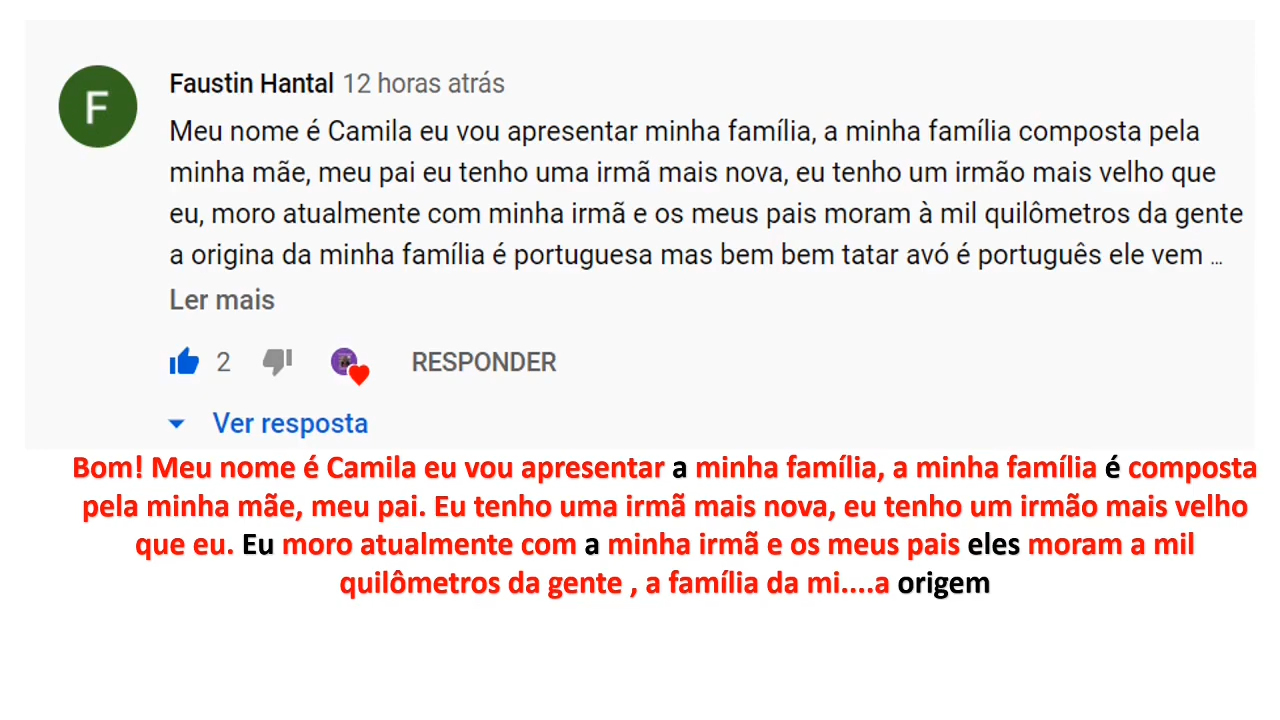 F
Faustin Hantal 12 horas atrás
Meu nome é Camila eu vou apresentar minha família, a minha família composta pela
minha mãe, meu pai eu tenho uma irmã mais nova, eu tenho um irmão mais velho que
eu, moro atualmente com minha irmã e os meus pais moram à mil quilômetros da gente
a origina da minha família é portuguesa mas bem bem tatar avó é português ele vem ...
Ler mais
2 RESPONDER
Ver resposta
Bom! Meu nome é Camila eu vou apresentar a minha família, a minha família é composta
pela minha mãe, meu pai. Eu tenho uma irmã mais nova, eu tenho um irmão mais velho
que eu. Eu moro atualmente com a minha irmã e os meus pais eles moram a mil
quilômetros da gente , a família da mi....a origem